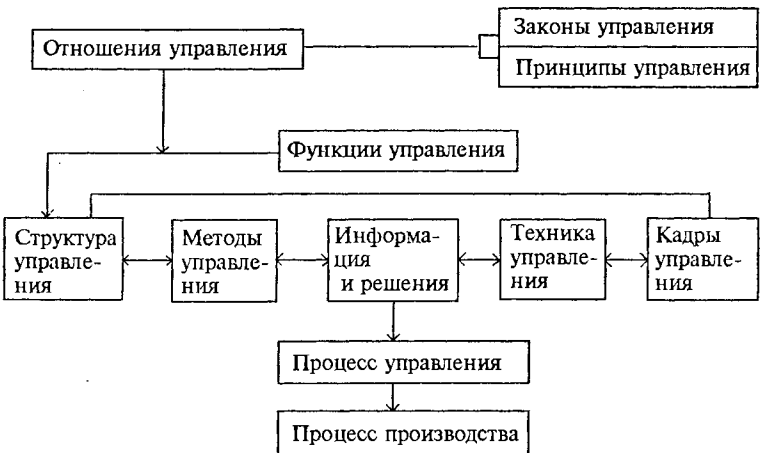 Отношения управления
Законы управления
Принципы управления
Функции управления
Структура
управле-
ния
Методы
управле-
ния
Информа-
ция
и решения
Техника
управле-
ния
Кадры
управле-
ния
Процесс управления
Процесс производства